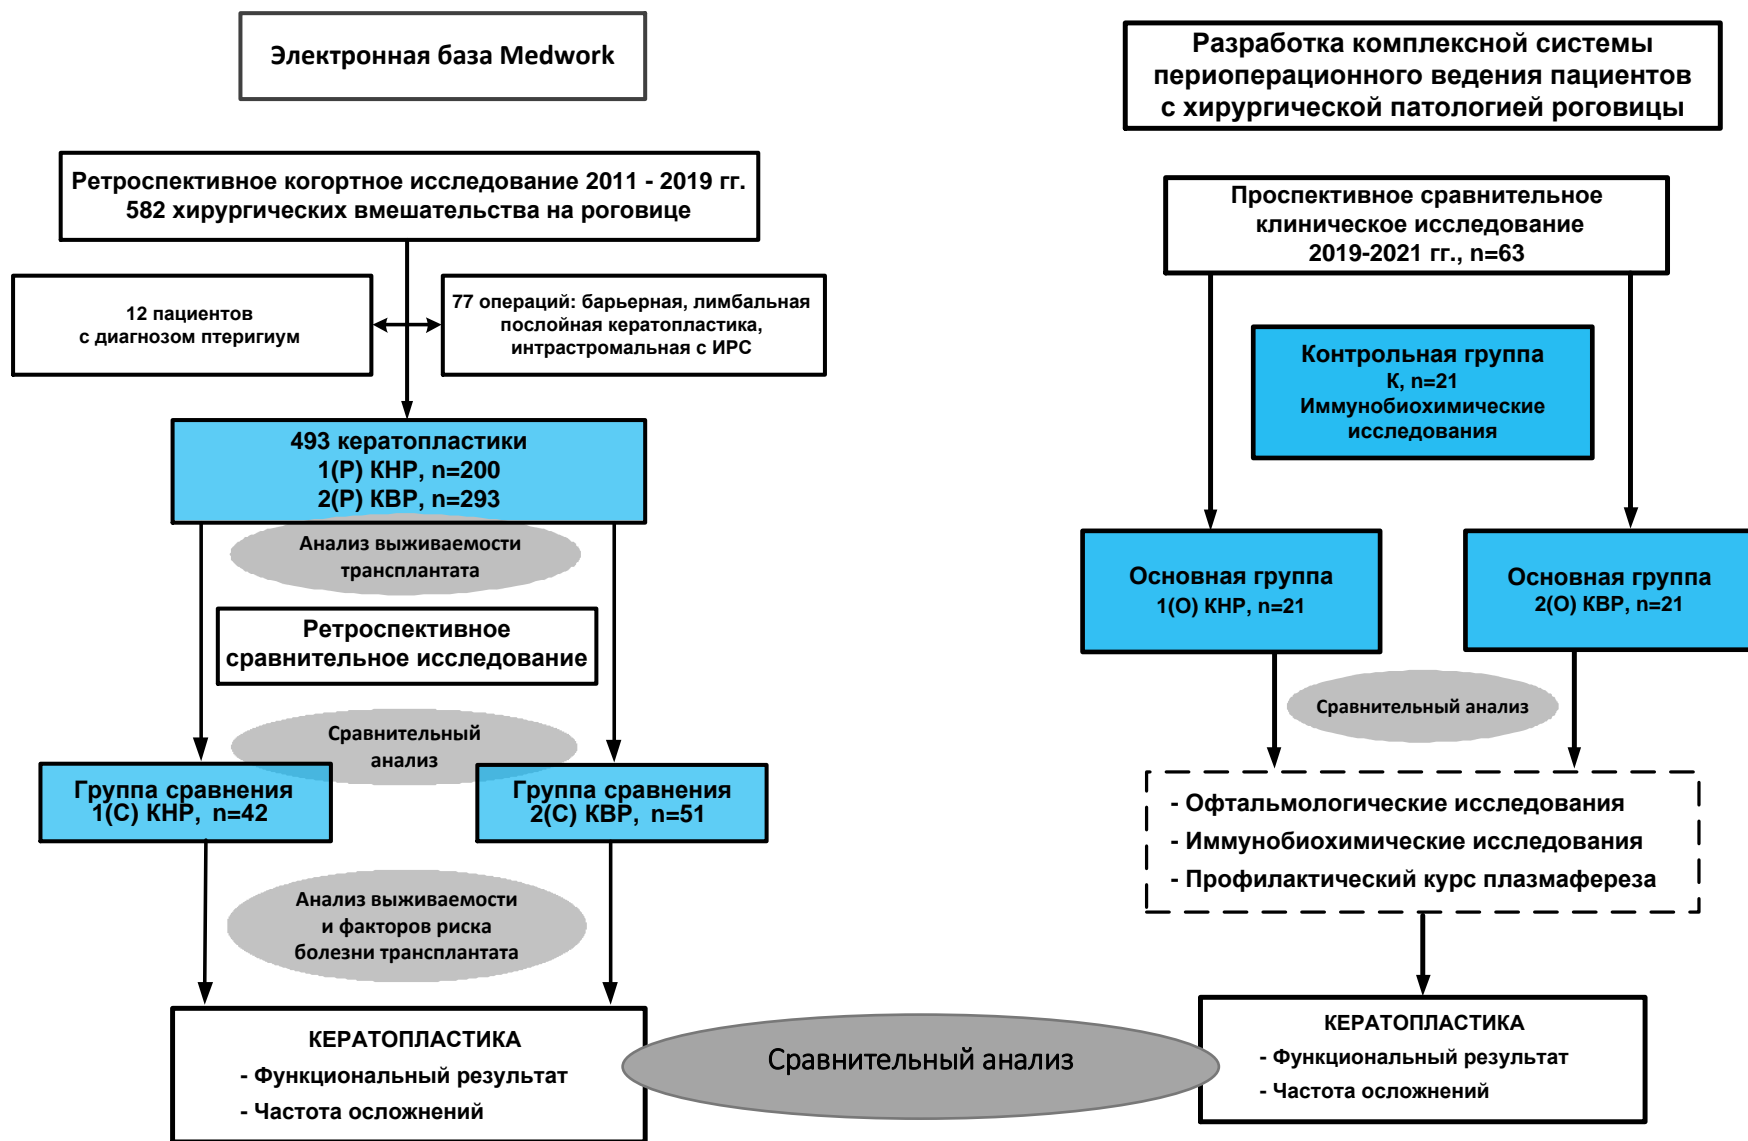 Электронная база Medwork
Ретроспективное когортное исследование 2011 - 2019 гг.
582 хирургических вмешательства на роговице
12 пациентов
с диагнозом птеригиум
77 операций: барьерная, лимбальная
послойная кератопластика,
интрастромальная с ИРС
493 кератопластики
1(Р) КНР, n=200
2(Р) КВР, n=293
Анализ выживаемости
трансплантата
Ретроспективное
сравнительное исследование
Сравнительный
анализ
Группа сравнения
1(С) КНР, n=42
Группа сравнения
2(С) КВР, n=51
Анализ выживаемости
и факторов риска
болезни трансплантата
КЕРАТОПЛАСТИКА
- Функциональный результат
- Частота осложнений
Сравнительный анализ
Разработка комплексной системы
периоперационного ведения пациентов
с хирургической патологией роговицы
Проспективное сравнительное
клиническое исследование
2019-2021 гг., n=63
Контрольная группа
К, n=21
Иммунобиохимические
исследования
Основная группа
1(О) КНР, n=21
Основная группа
2(О) КВР, n=21
Сравнительный анализ
- Офтальмологические исследования
- Иммунобиохимические исследования
- Профилактический курс плазмафереза
КЕРАТОПЛАСТИКА
- Функциональный результат
- Частота осложнений